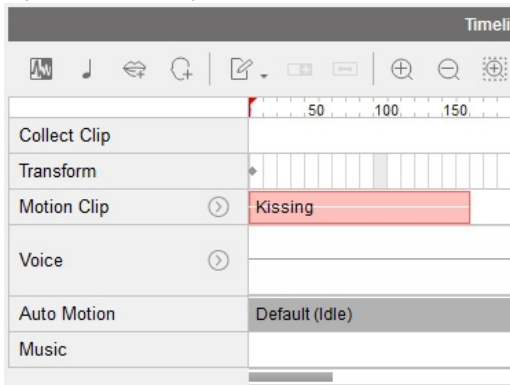 Timeli
50 100 150
Collect Clip
Transform
Motion Clip Kissing
Voice
Auto Motion Default (Idle)
Music